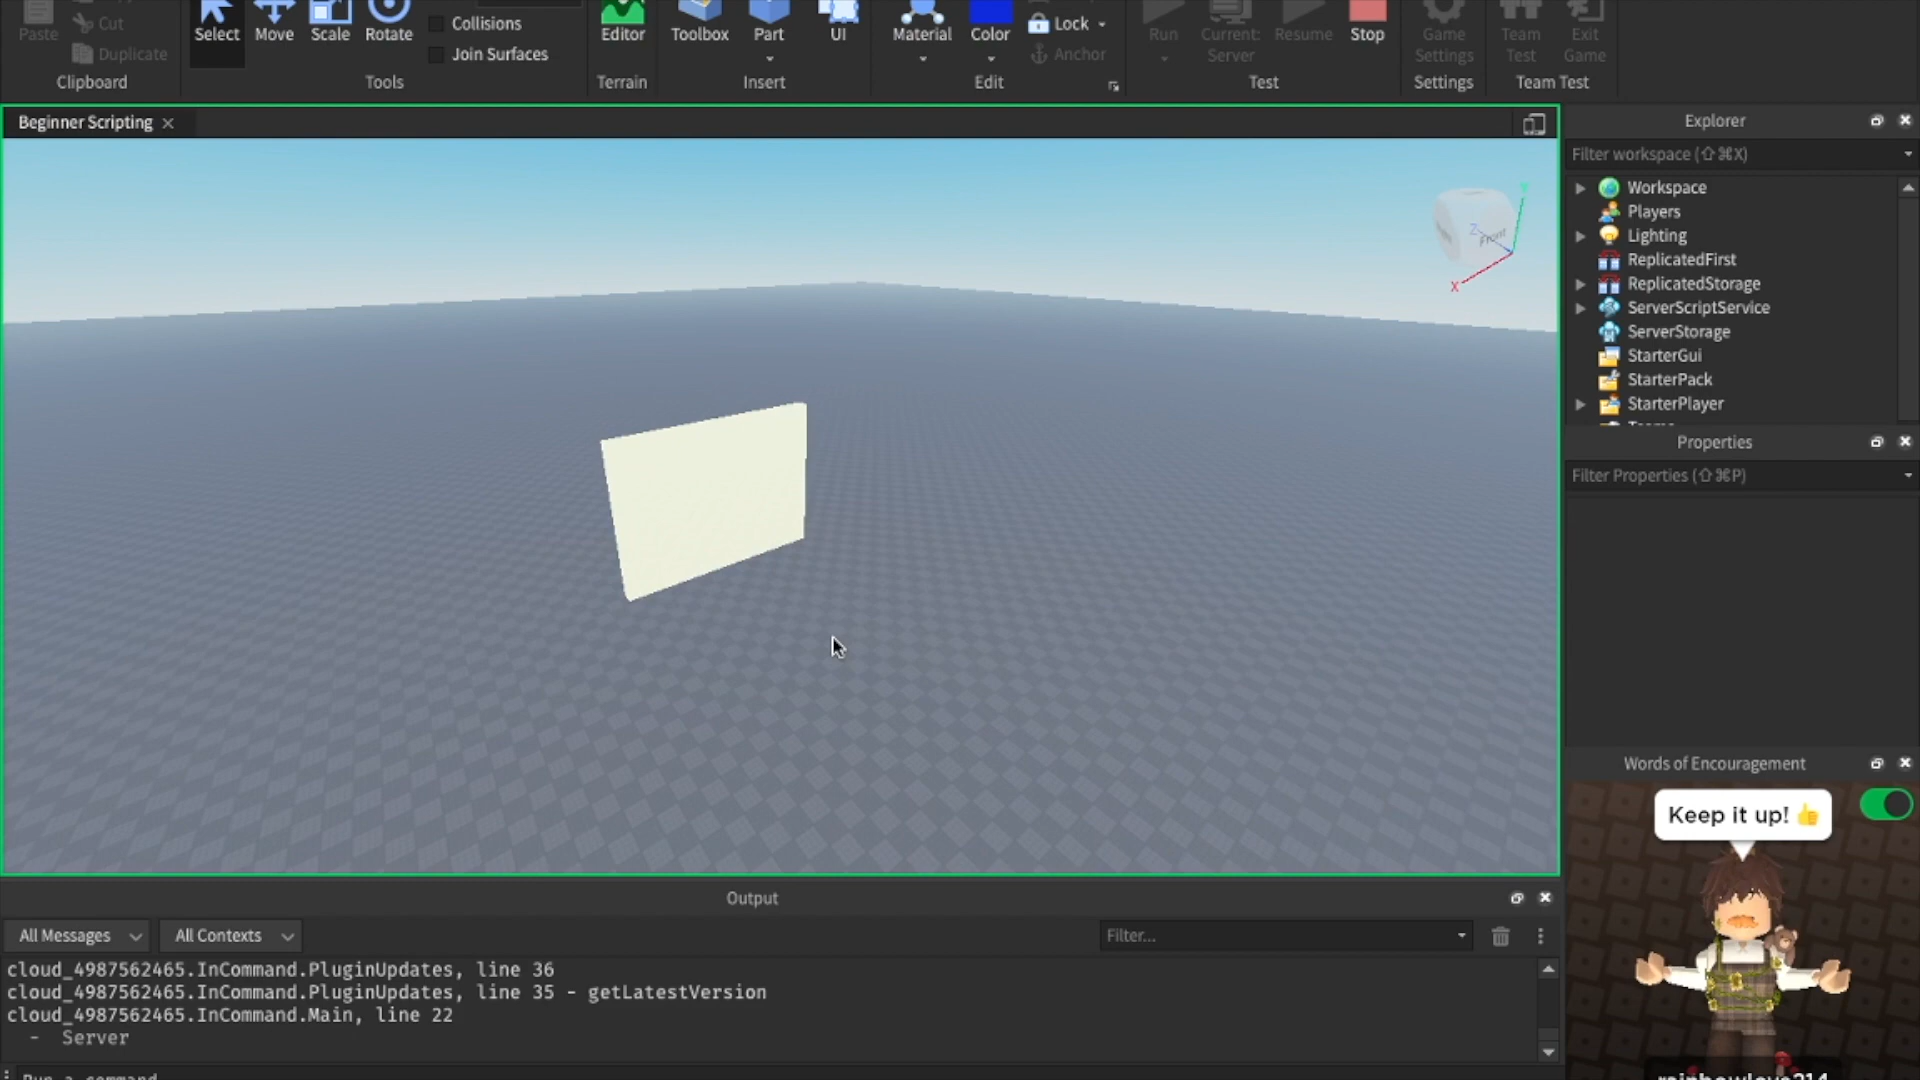 Paste
Cut
Duplicate
Clipboard
Select
Move
Scale
Rotate
Collisions
Join Surfaces
Tools
Editor
Terrain
Toolbox
Part
UI
Insert
Material
Color
Lock
Anchor
Edit
Run
Current:
Server
Resume
Stop
Test
Game
Settings
Settings
Team
Test
Exit
Game
Team Test
Beginner Scripting
Y
Z
Front
X
Explorer
Filter workspace (⇧⌘X)
Workspace
Players
Lighting
ReplicatedFirst
ReplicatedStorage
ServerScriptService
ServerStorage
StarterGui
StarterPack
StarterPlayer
Properties
Filter Properties (⇧⌘P)
Words of Encouragement
Keep it up! 👍
Output
All Messages
All Contexts
Filter...
cloud_4987562465.InCommand.PluginUpdates, line 36
cloud_4987562465.InCommand.PluginUpdates, line 35 - getLatestVersion
cloud_4987562465.InCommand.Main, line 22
- Server
Run a command